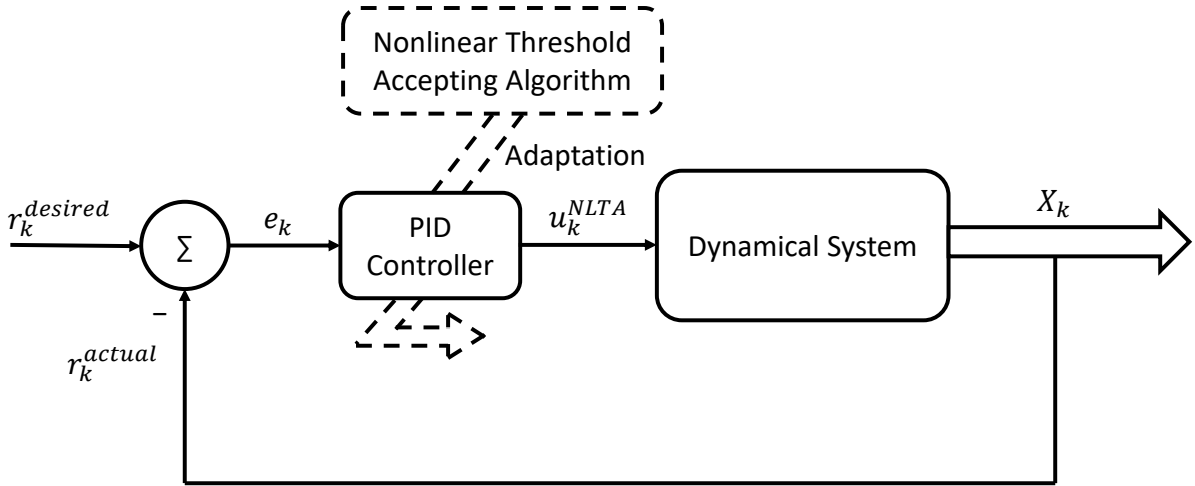 Nonlinear Threshold
Accepting Algorithm
Adaptation
r_k^{desired}
Σ
e_k
PID
Controller
u_k^{NLTA}
Dynamical System
X_k
−
r_k^{actual}